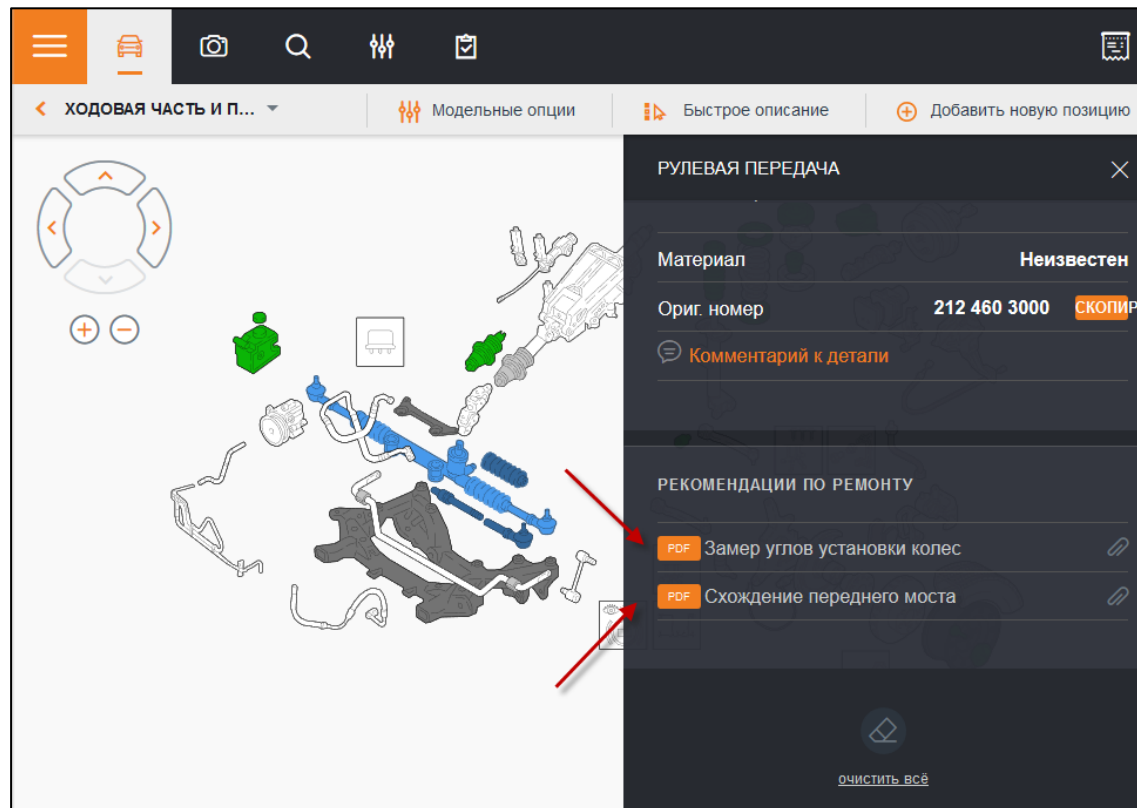 ХОДОВАЯ ЧАСТЬ И П...
Модельные опции
Быстрое описание
Добавить новую позицию
РУЛЕВАЯ ПЕРЕДАЧА
Материал Неизвестен
Ориг. номер 212 460 3000 СКОПИР
Комментарий к детали
РЕКОМЕНДАЦИИ ПО РЕМОНТУ
PDF Замер углов установки колес
PDF Схождение переднего моста
очистить всё